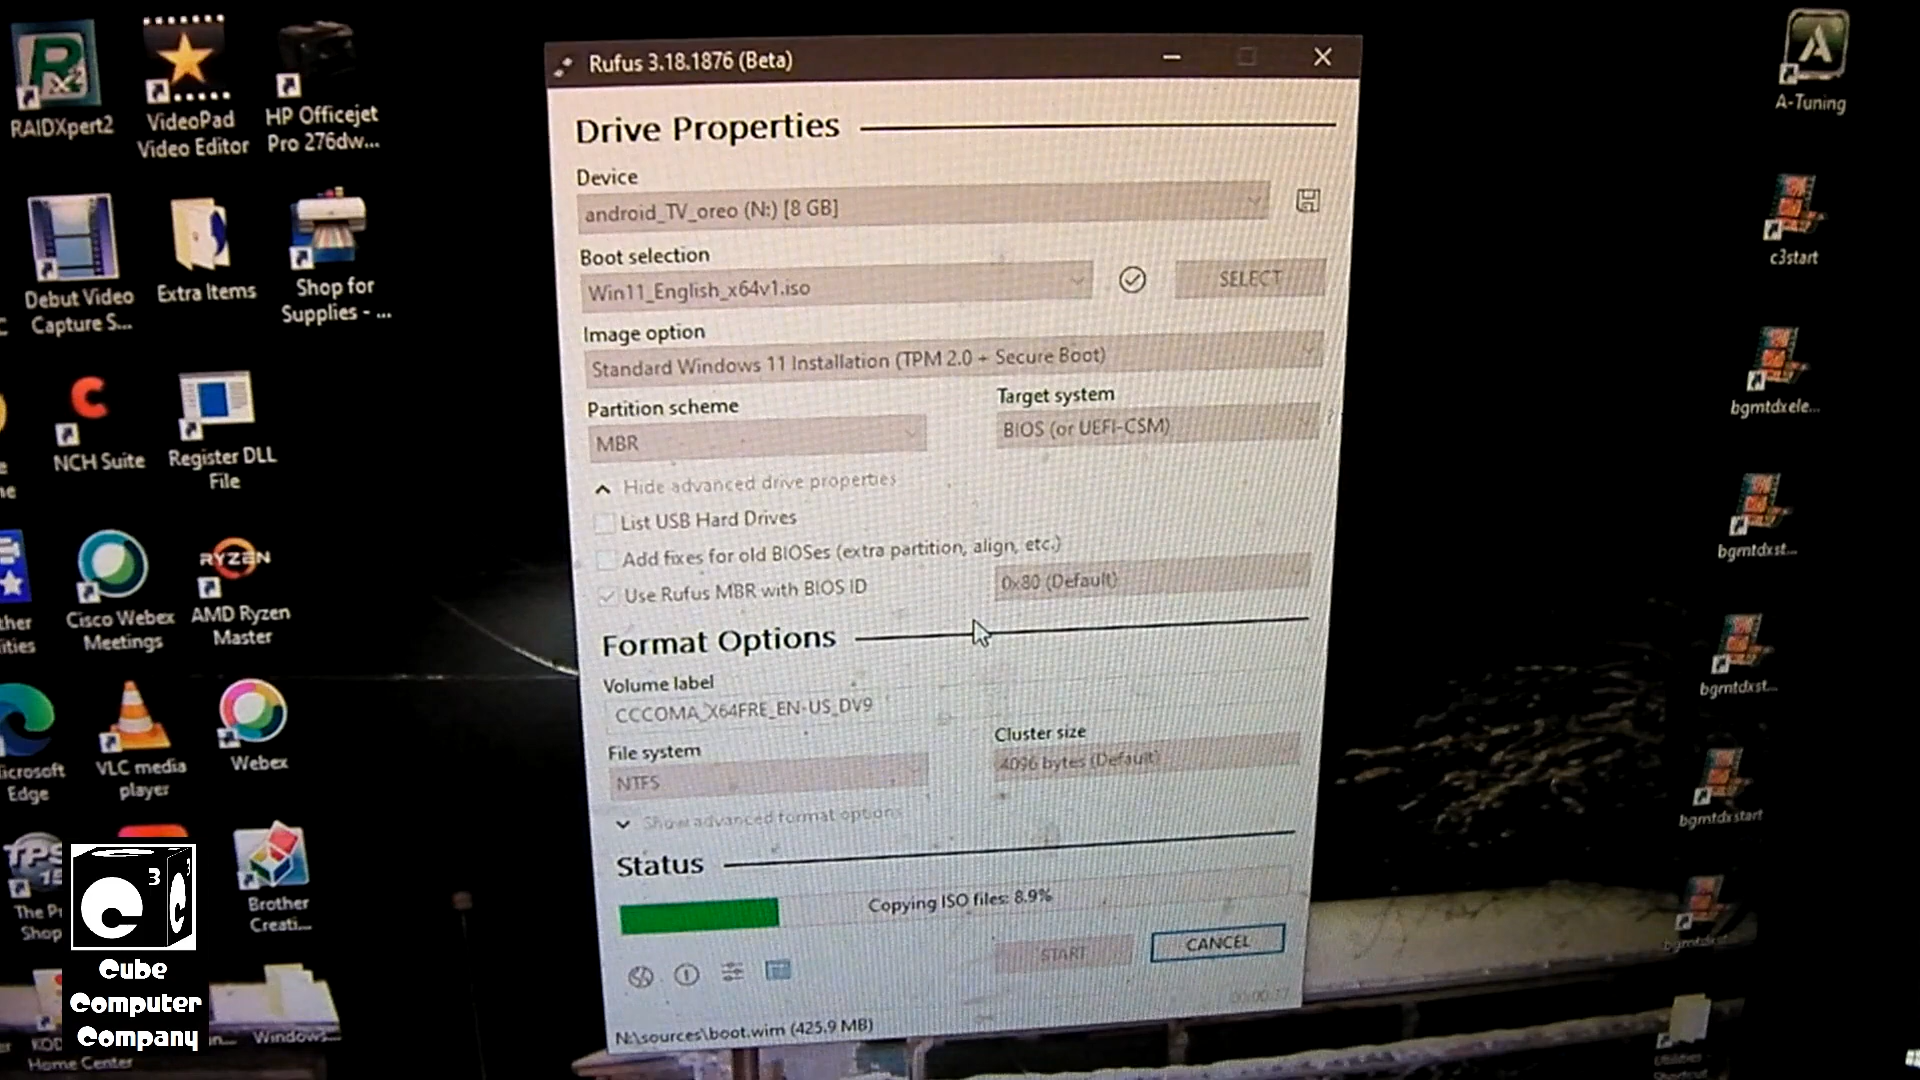 RAIDXpert2
VideoPad
Video Editor
HP Officejet
Pro 276dw...
Debut Video
Capture S...
Extra Items
Shop for
Supplies - ...
NCH Suite
Register DLL
File
Cisco Webex
Meetings
RYZEN
AMD Ryzen
Master
Edge
VLC media
player
Webex
Brother
Creati...
Windows...
Home Center
C3
C3
Cube
Computer
Company
Rufus 3.18.1876 (Beta)
Drive Properties
Device
android_TV_oreo (N:) [8 GB]
Boot selection
Win11_English_x64v1.iso
SELECT
Image option
Standard Windows 11 Installation (TPM 2.0 + Secure Boot)
Partition scheme
Target system
MBR
BIOS (or UEFI-CSM)
Hide advanced drive properties
List USB Hard Drives
Add fixes for old BIOSes (extra partition, align, etc.)
Use Rufus MBR with BIOS ID
0x80 (Default)
Format Options
Volume label
CCCOMA_X64FRE_EN-US_DV9
File system
Cluster size
NTFS
4096 bytes (Default)
Show advanced format options
Status
Copying ISO files: 8.9%
START
CANCEL
N:\sources\boot.wim (425.9 MB)
A-Tuning
c3start
bgmtdxele...
bgmtdxst...
bgmtdxst...
bgmtdxstart